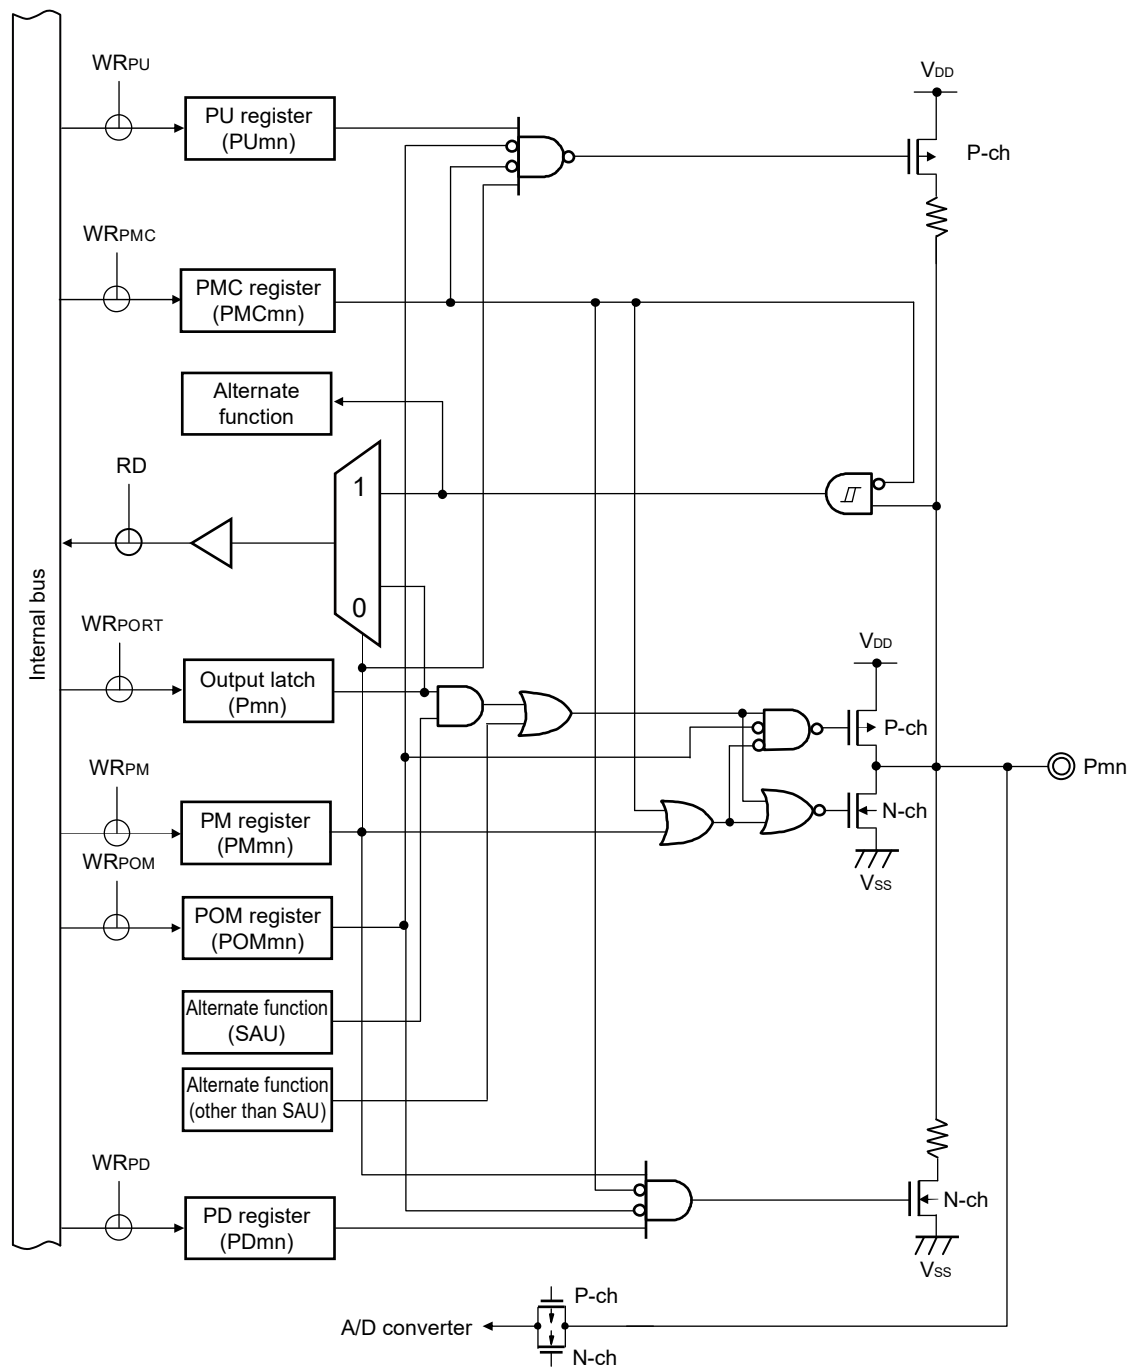 WRPU
PU register
(PUmn)
VDD
P-ch
WRPMC
PMC register
(PMCmn)
Alternate
function
RD
1
0
Internal bus
WRPORT
Output latch
(Pmn)
VDD
P-ch
Pmn
WRPM
PM register
(PMmn)
N-ch
VSS
WRPOM
POM register
(POMmn)
Alternate function
(SAU)
Alternate function
(other than SAU)
WRPD
PD register
(PDmn)
N-ch
VSS
P-ch
A/D converter
N-ch